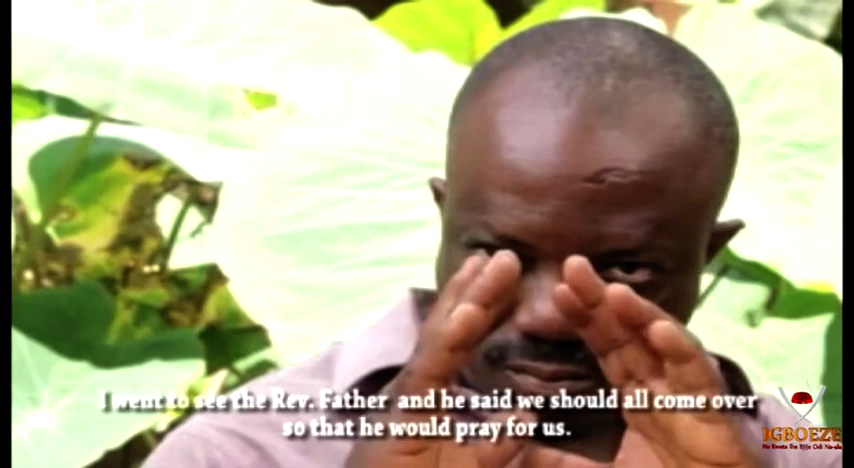 I went to see the Rev. Father and he said we should all come over
so that he would pray for us.
IGBOEZE